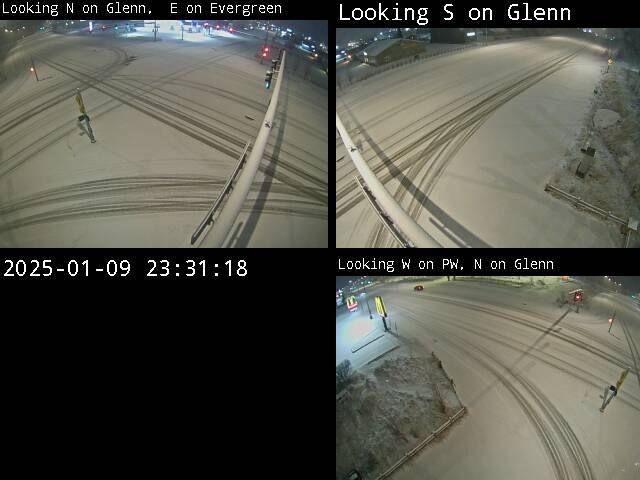 Looking N on Glenn,  E on Evergreen
Looking S on Glenn
2025-01-09 23:31:18
Looking W on PW, N on Glenn